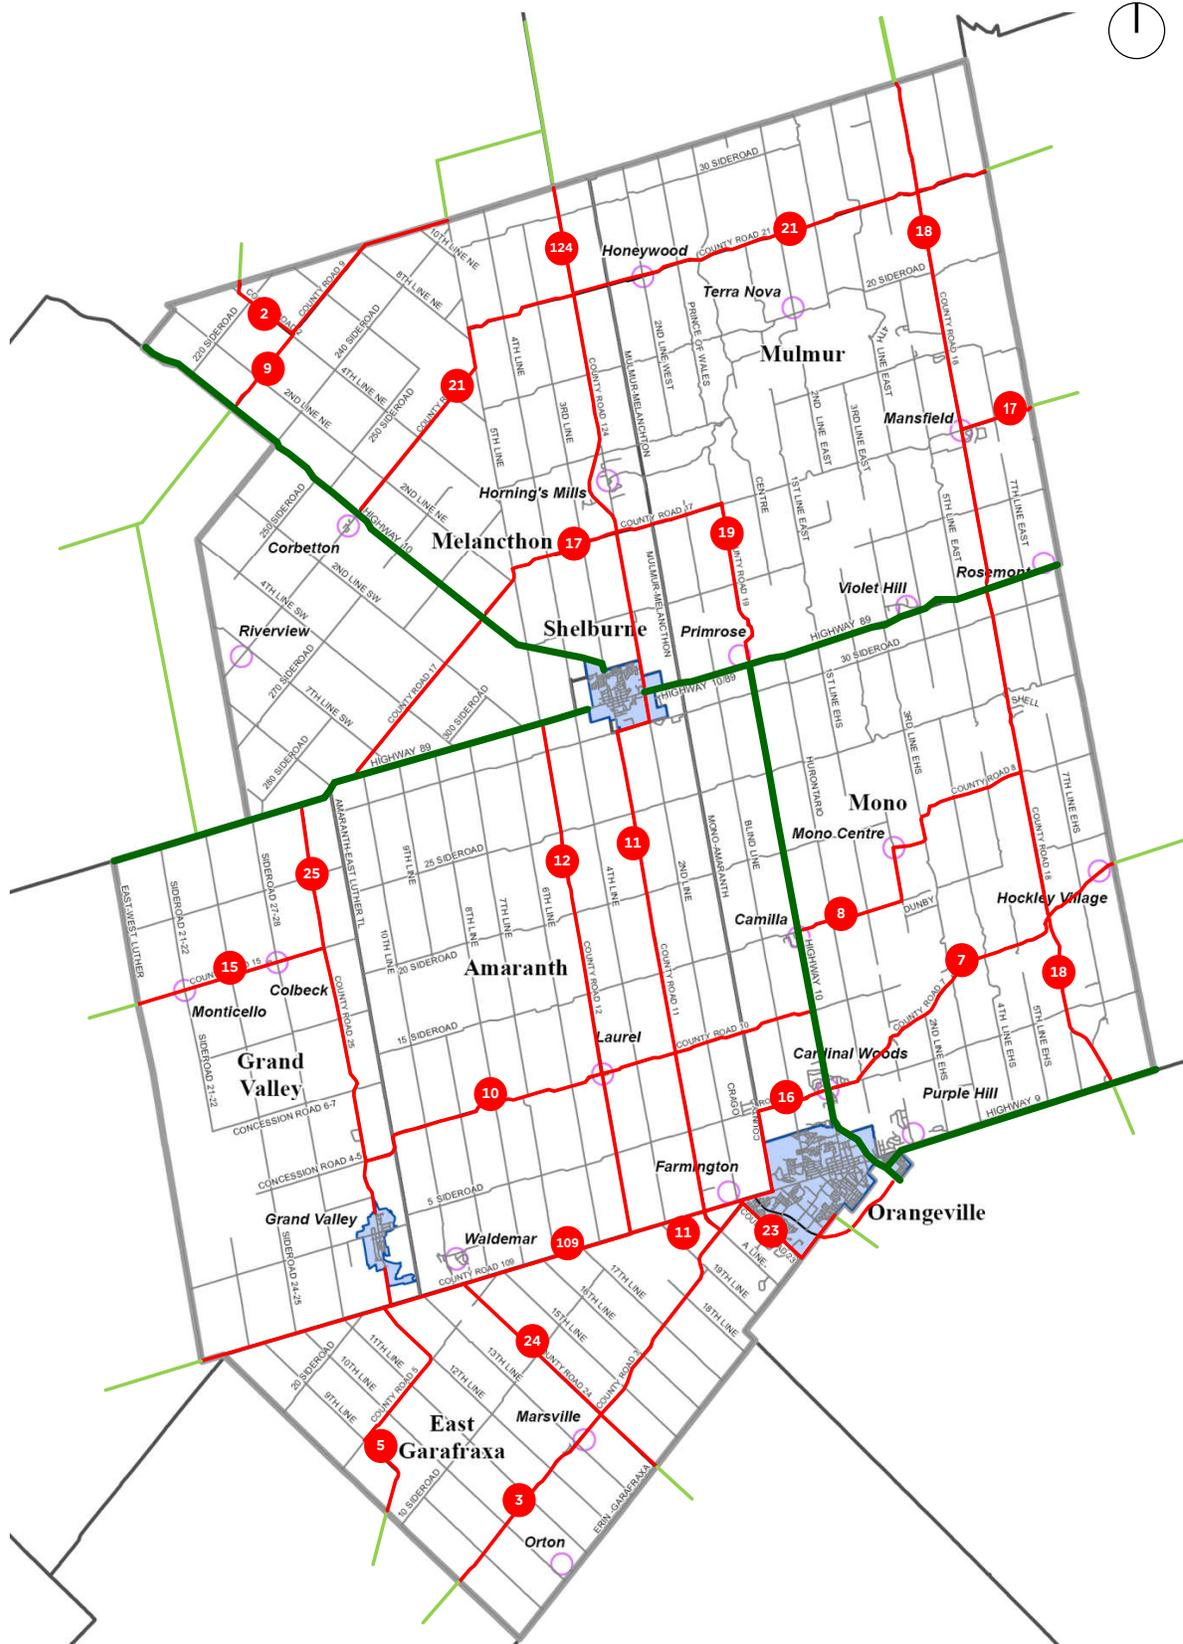 30 SIDEROAD
10TH LINE NE
124
Honeywood
COUNTY ROAD 21
21
18
8TH LINE NE
COUNTY ROAD 9
Terra Nova
20 SIDEROAD
2
220 SIDEROAD
240 SIDEROAD
9
4TH LINE NE
2ND LINE NE
250 SIDEROAD
21
4TH LINE
3RD LINE
5TH LINE
COUNTY ROAD 124
MULMUR-MELANCHTON
2ND LINE WEST
PRINCE OF WALES
Mulmur
4TH LINE EAST
COUNTY ROAD 18
2ND LINE EAST
3RD LINE EAST
Mansfield
17
Horning's Mills
2ND LINE NE
250 SIDEROAD
HIGHWAY 10
Corbetton
Melancthon
17
COUNTY ROAD 17
19
CENTRE
1ST LINE EAST
5TH LINE EAST
7TH LINE EAST
2ND LINE SW
4TH LINE SW
MULMUR-MELANCTHON
Rosemont
Violet Hill
Riverview
Shelburne
Primrose
HIGHWAY 89
30 SIDEROAD
270 SIDEROAD
7TH LINE SW
COUNTY ROAD 17
300 SIDEROAD
HIGHWAY 10/89
1ST LINE EHS
3RD LINE EHS
SHELL
280 SIDEROAD
HIGHWAY 89
HURONTARIO
COUNTY ROAD 8
7TH LINE EHS
Mono
Mono Centre
AMARANTH-EAST LUTHER TL
9TH LINE
25 SIDEROAD
12
11
4TH LINE
2ND LINE
MONO-AMARANTH
BLIND LINE
COUNTY ROAD 18
EAST-WEST LUTHER
SIDEROAD 21-22
SIDEROAD 27-28
25
6TH LINE
7TH LINE
8TH LINE
10TH LINE
Hockley Village
DUNBY
8
Camilla
15
Colbeck
Monticello
20 SIDEROAD
Amaranth
COUNTY ROAD 12
COUNTY ROAD 11
HIGHWAY 10
7
18
COUNTY ROAD 7
COUNTY ROAD 25
15 SIDEROAD
Laurel
COUNTY ROAD 10
2ND LINE EHS
4TH LINE EHS
5TH LINE EHS
SIDEROAD 21-22
Grand
Valley
Cardinal Woods
10
CRAGO
16
Purple Hill
HIGHWAY 9
CONCESSION ROAD 6-7
CONCESSION ROAD 4-5
Farmington
5 SIDEROAD
Grand Valley
Waldemar
109
11
23
A LINE
Orangeville
SIDEROAD 24-25
COUNTY ROAD 109
17TH LINE
19TH LINE
16TH LINE
18TH LINE
15TH LINE
24
COUNTY ROAD 24
20 SIDEROAD
11TH LINE
10TH LINE
9TH LINE
13TH LINE
12TH LINE
COUNTY ROAD 5
COUNTY ROAD 3
Marsville
East
Garafraxa
5
10 SIDEROAD
3
ERIN -GARAFRAXA
Orton